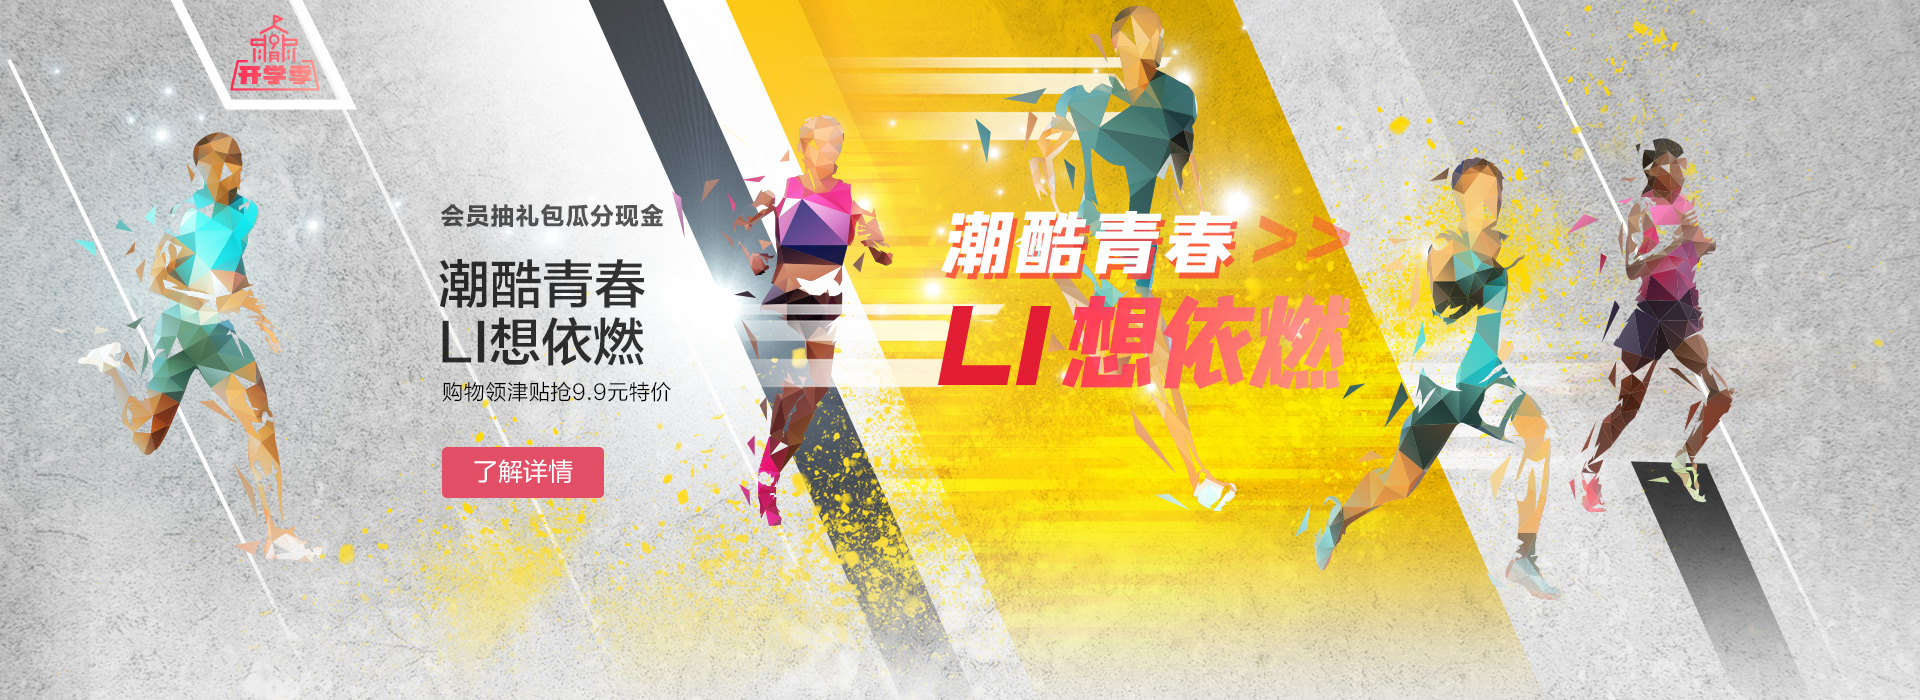 开学季
会员抽礼包瓜分现金
潮酷青春
LI想依燃
购物领津贴抢9.9元特价
了解详情
潮酷青春>>
LI想依燃